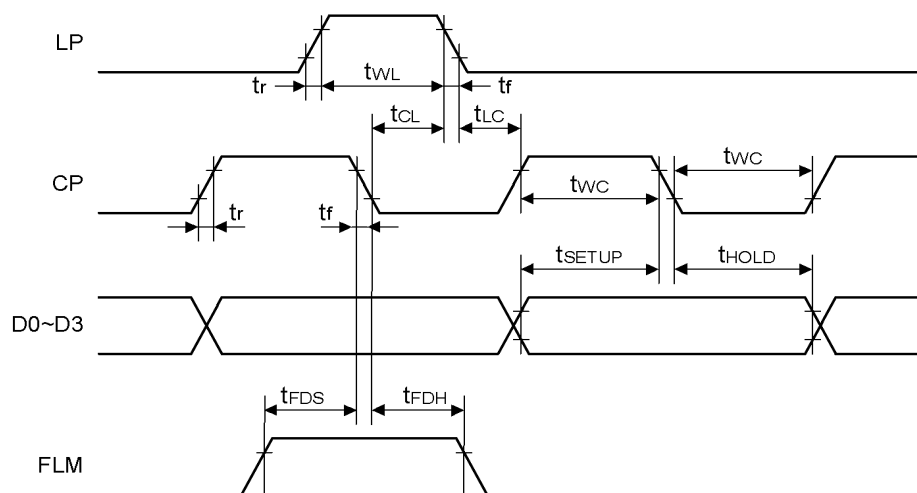 LP
tr
tWL
tf
tCL
tLC
CP
tr
tf
tWC
tWC
tSETUP
tHOLD
D0~D3
tFDS
tFDH
FLM